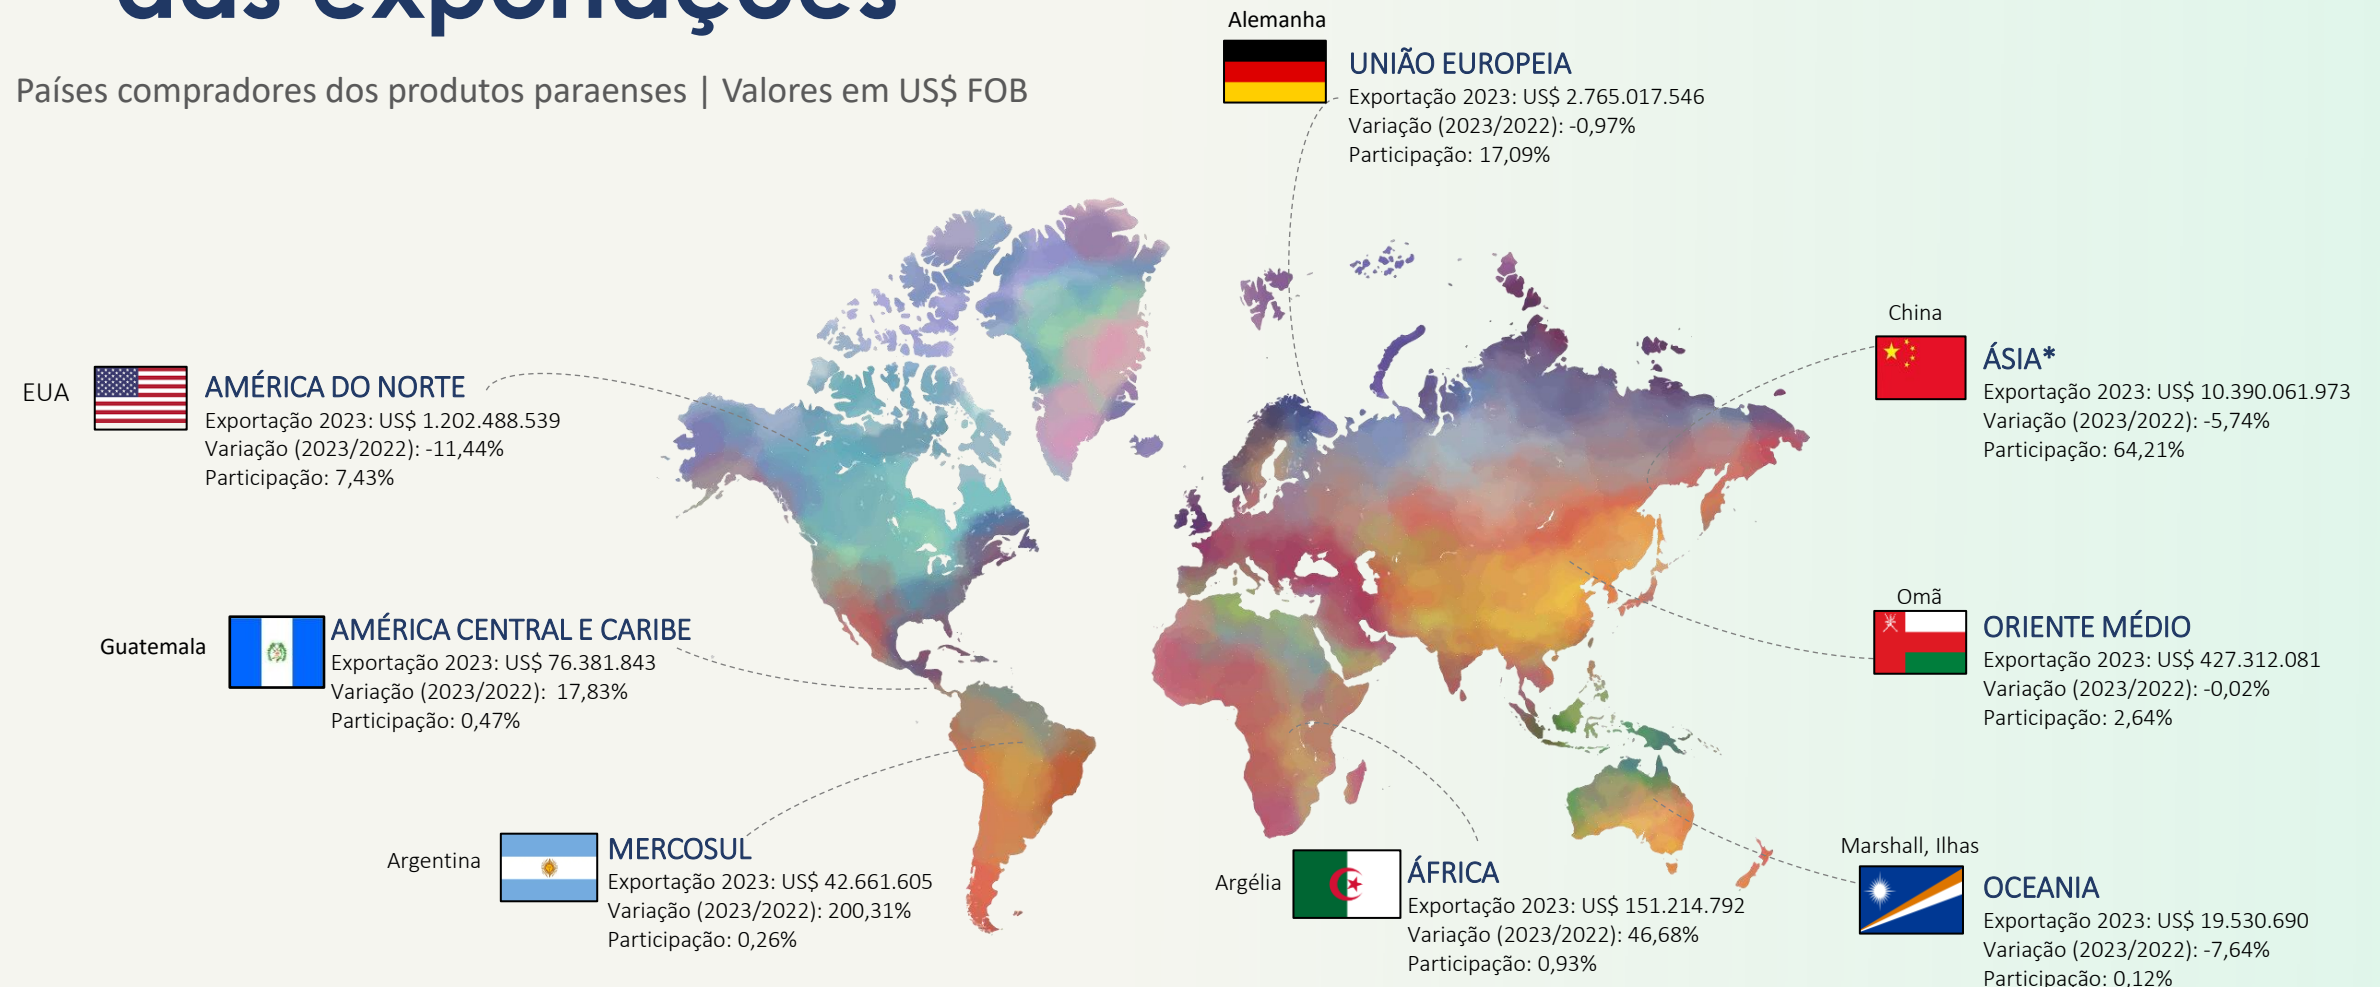 das exportações
Países compradores dos produtos paraenses | Valores em US$ FOB
Alemanha
UNIÃO EUROPEIA
Exportação 2023: US$ 2.765.017.546
Variação (2023/2022): -0,97%
Participação: 17,09%
EUA
AMÉRICA DO NORTE
Exportação 2023: US$ 1.202.488.539
Variação (2023/2022): -11,44%
Participação: 7,43%
China
ÁSIA*
Exportação 2023: US$ 10.390.061.973
Variação (2023/2022): -5,74%
Participação: 64,21%
Guatemala
AMÉRICA CENTRAL E CARIBE
Exportação 2023: US$ 76.381.843
Variação (2023/2022): 17,83%
Participação: 0,47%
Omã
ORIENTE MÉDIO
Exportação 2023: US$ 427.312.081
Variação (2023/2022): -0,02%
Participação: 2,64%
Argentina
MERCOSUL
Exportação 2023: US$ 42.661.605
Variação (2023/2022): 200,31%
Participação: 0,26%
Argélia
ÁFRICA
Exportação 2023: US$ 151.214.792
Variação (2023/2022): 46,68%
Participação: 0,93%
Marshall, Ilhas
OCEANIA
Exportação 2023: US$ 19.530.690
Variação (2023/2022): -7,64%
Participação: 0,12%